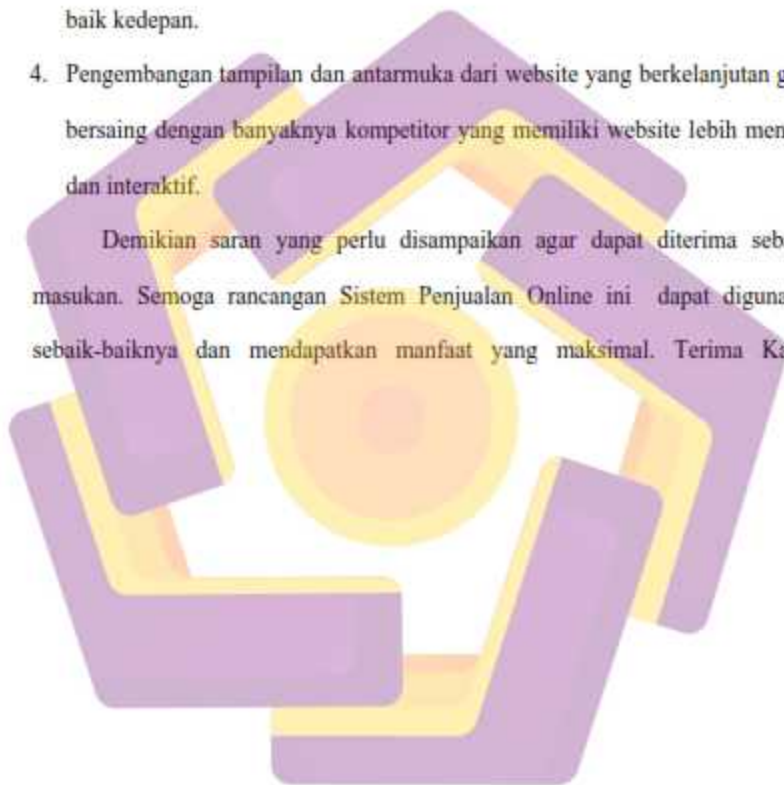 baik kedepan.
4. Pengembangan tampilan dan antarmuka dari website yang berkelanjutan
bersaing dengan banyaknya kompetitor yang memiliki website lebih
dan interaktif.
Demikian saran yang perlu disampaikan agar dapat diterima
masukan. Semoga rancangan Sistem Penjualan Online ini dapat
sebaik-baiknya dan mendapatkan manfaat yang maksimal. Terima